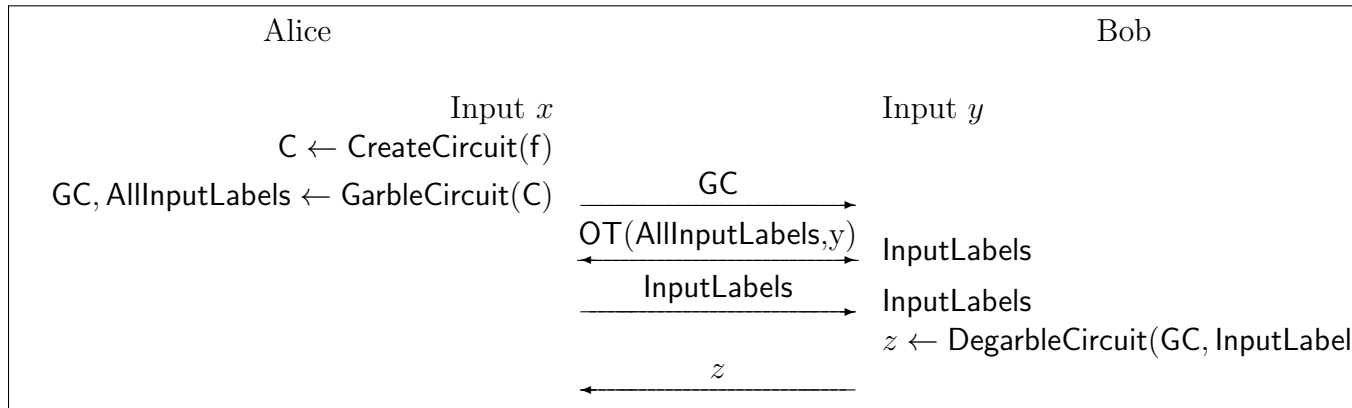 Alice Bob
Input x Input y
C ← CreateCircuit(f)
GC, AllInputLabels ← GarbleCircuit(C) GC
OT(AllInputLabels,y) InputLabels
InputLabels InputLabels
z ← DegarbleCircuit(GC, InputLabel
z